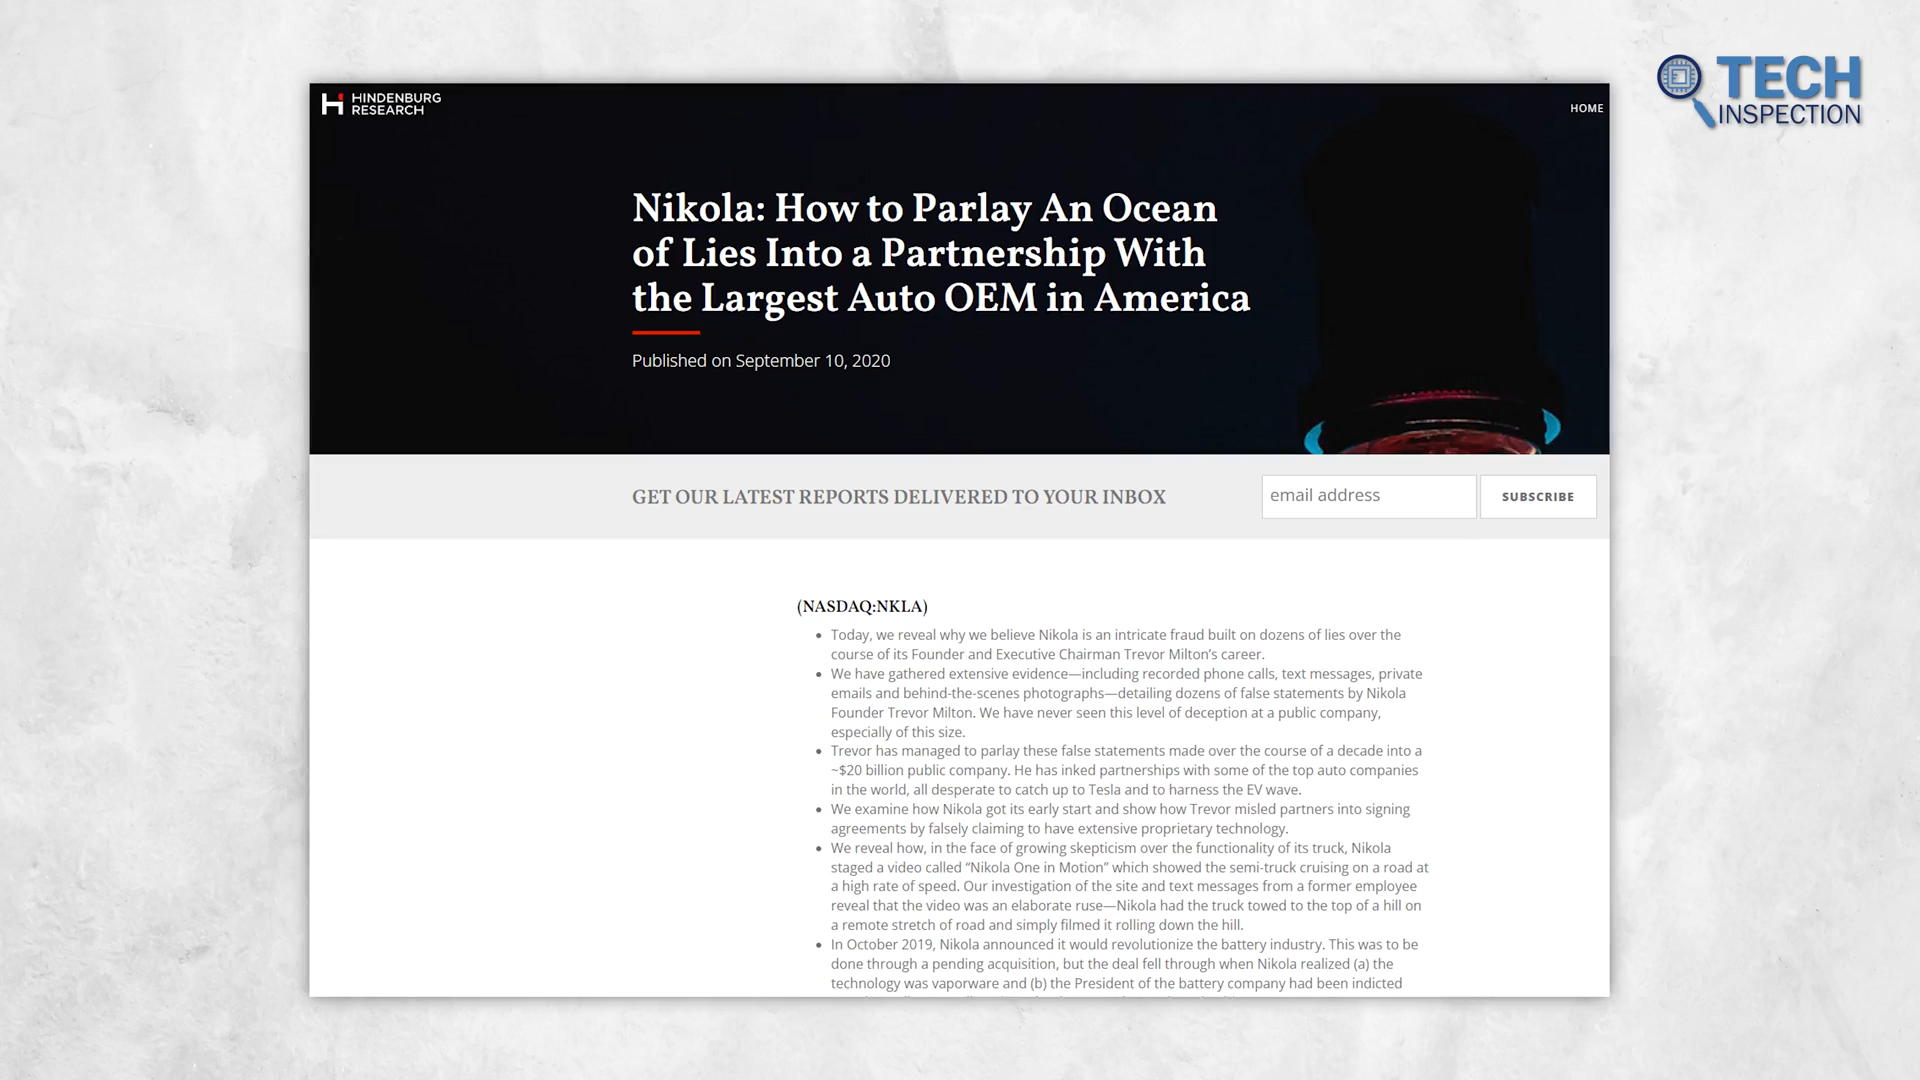 TECH
INSPECTION
HINDENBURG
RESEARCH
HOME
Nikola: How to Parlay An Ocean
of Lies Into a Partnership With
the Largest Auto OEM in America
Published on September 10, 2020
GET OUR LATEST REPORTS DELIVERED TO YOUR INBOX
email address
SUBSCRIBE
(NASDAQ:NKLA)
• Today, we reveal why we believe Nikola is an intricate fraud built on dozens of lies over the
course of its Founder and Executive Chairman Trevor Milton’s career.
• We have gathered extensive evidence—including recorded phone calls, text messages, private
emails and behind-the-scenes photographs—detailing dozens of false statements by Nikola
Founder Trevor Milton. We have never seen this level of deception at a public company,
especially of this size.
• Trevor has managed to parlay these false statements made over the course of a decade into a
~$20 billion public company. He has inked partnerships with some of the top auto companies
in the world, all desperate to catch up to Tesla and to harness the EV wave.
• We examine how Nikola got its early start and show how Trevor misled partners into signing
agreements by falsely claiming to have extensive proprietary technology.
• We reveal how, in the face of growing skepticism over the functionality of its truck, Nikola
staged a video called “Nikola One in Motion” which showed the semi-truck cruising on a road at
a high rate of speed. Our investigation of the site and text messages from a former employee
reveal that the video was an elaborate ruse—Nikola had the truck towed to the top of a hill on
a remote stretch of road and simply filmed it rolling down the hill.
• In October 2019, Nikola announced it would revolutionize the battery industry. This was to be
done through a pending acquisition, but the deal fell through when Nikola realized (a) the
technology was vaporware and (b) the President of the battery company had been indicted